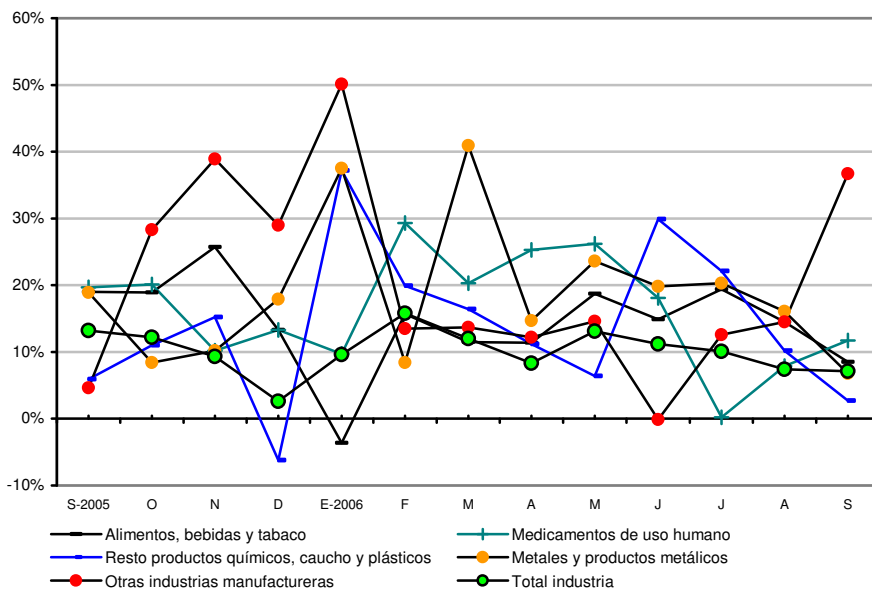 60%
50%
40%
30%
20%
10%
0%
-10%
S-2005 O N D E-2006 F M A M J J A S
Alimentos, bebidas y tabaco Medicamentos de uso humano
Resto productos químicos, caucho y plásticos Metales y productos metálicos
Otras industrias manufactureras Total industria